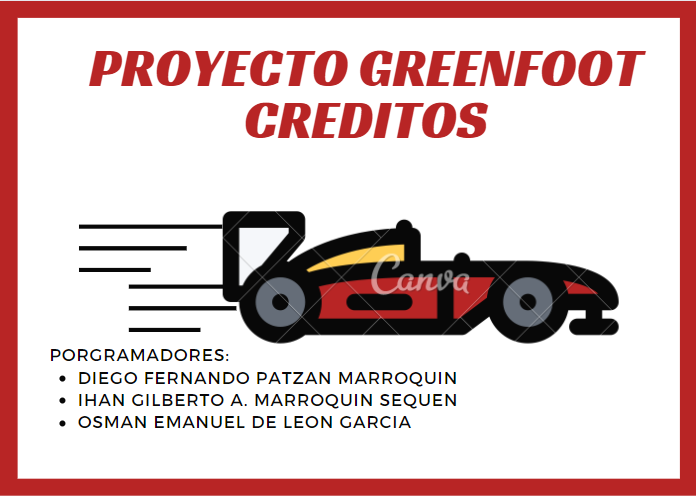 PROYECTO GREENFOOT
CREDITOS
Canva
PORGRAMADORES:
• DIEGO FERNANDO PATZAN MARROQUIN
• IHAN GILBERTO A. MARROQUIN SEQUEN
• OSMAN EMANUEL DE LEON GARCIA